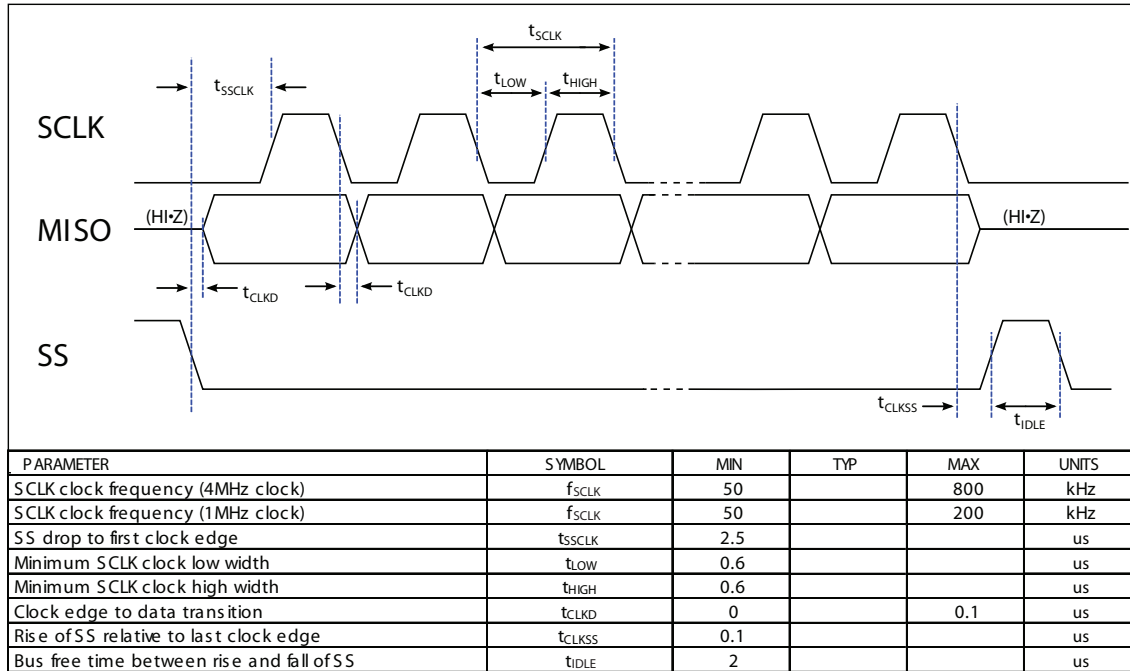 tSCLK
tSSCLK
tLOW
tHIGH
SCLK
(HI•Z)
(HI•Z)
MISO
tCLKD
tCLKD
SS
tCLKSS
tIDLE
PARAMETER SYMBOL MIN TYP MAX UNITS
SCLK clock frequency (4MHz clock) fSCLK 50 800 kHz
SCLK clock frequency (1MHz clock) fSCLK 50 200 kHz
SS drop to first clock edge tSSCLK 2.5 us
Minimum SCLK clock low width tLOW 0.6 us
Minimum SCLK clock high width tHIGH 0.6 us
Clock edge to data transition tCLKD 0 0.1 us
Rise of SS relative to last clock edge tCLKSS 0.1 us
Bus free time between rise and fall of SS tIDLE 2 us